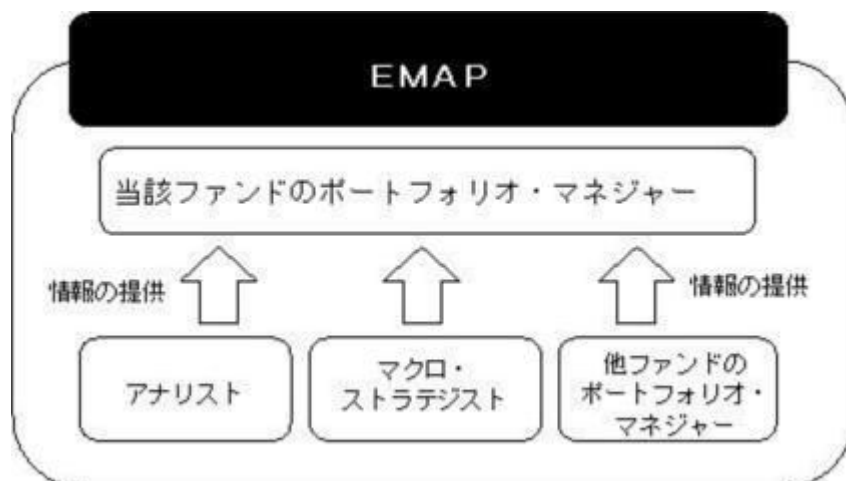 EMAP
当該ファンドのポートフォリオ・マネジャー
情報の提供
情報の提供
アナリスト
マクロ・
ストラテジスト
他ファンドの
ポートフォリオ・
マネジャー